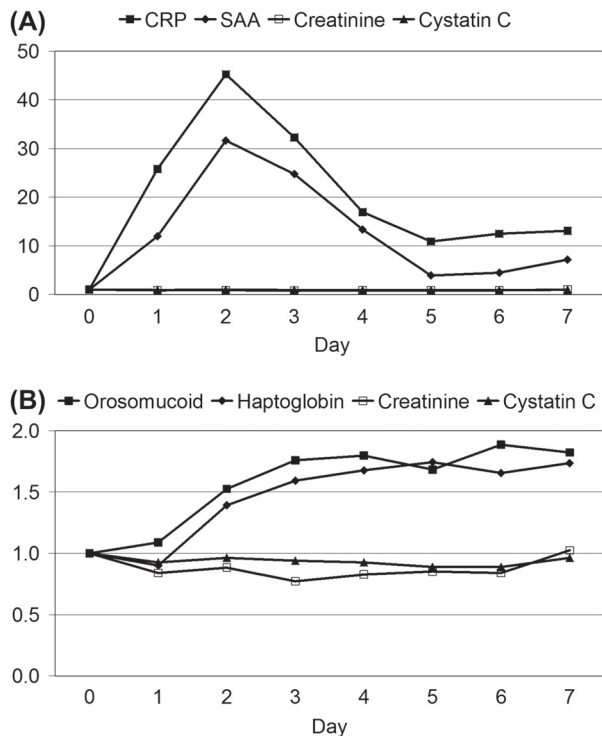 (A) CRP SAA Creatinine Cystatin C
50
40
30
20
10
0
0 1 2 3 4 5 6 7
Day
(B) Orosomucoid Haptoglobin Creatinine Cystatin C
2.0
1.5
1.0
0.5
0.0
0 1 2 3 4 5 6 7
Day